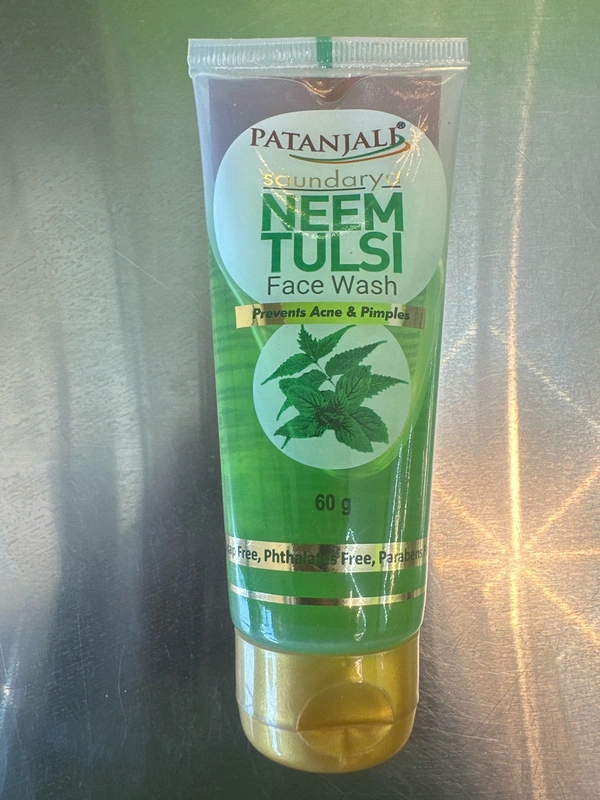 PATANJALI®
saundarya
NEEM
TULSI
Face Wash
Prevents Acne & Pimples
60 g
Free, Phthalates Free, Parabens